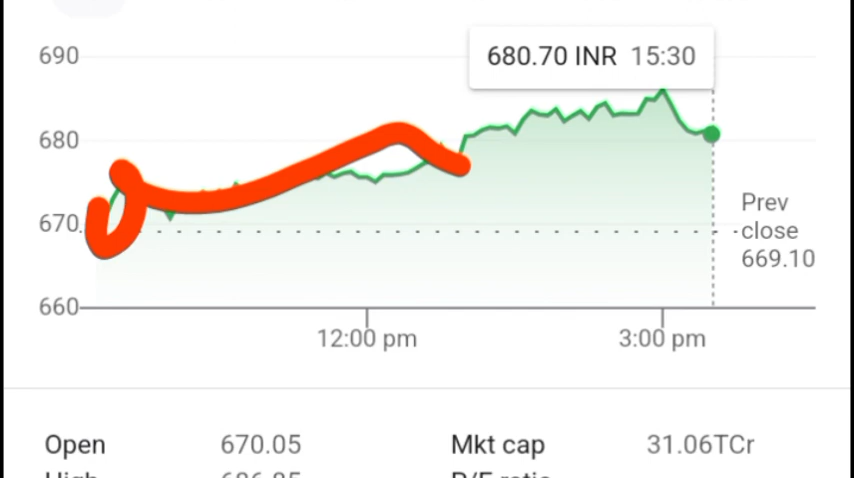 690
680.70 INR 15:30
680
670
Prev
close
669.10
660
12:00 pm 3:00 pm
Open 670.05 Mkt cap 31.06TCr
High